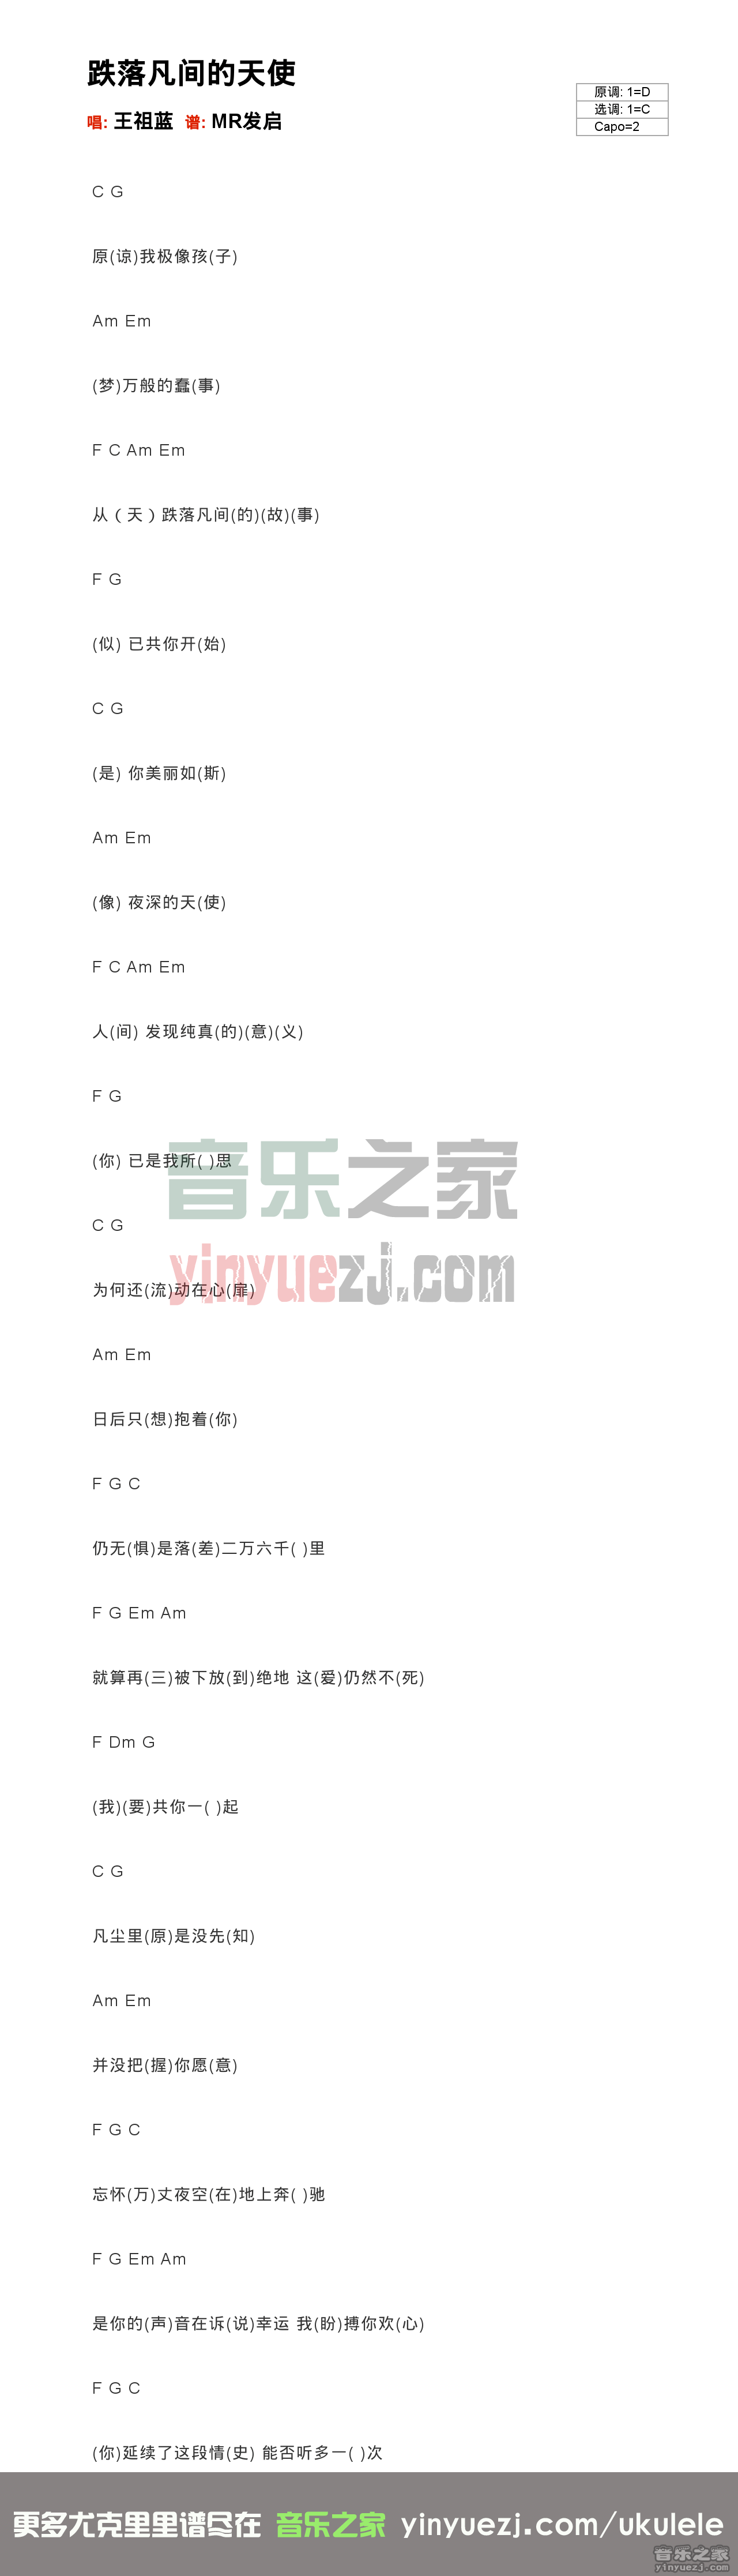 跌落凡间的天使
唱: 王祖蓝 谱: MR发启
原调: 1=D
选调: 1=C
Capo=2
C G
原(谅)我极像孩(子)
Am Em
(梦)万般的蠢(事)
F C Am Em
从（天）跌落凡间(的)(故)(事)
F G
(似) 已共你开(始)
C G
(是) 你美丽如(斯)
Am Em
(像) 夜深的天(使)
F C Am Em
人(间) 发现纯真(的)(意)(义)
F G
(你) 已是我所( )思
音乐之家
C G
yinyuezj.com
为何还(流)动在心(扉)
Am Em
日后只(想)抱着(你)
F G C
仍无(惧)是落(差)二万六千( )里
F G Em Am
就算再(三)被下放(到)绝地 这(爱)仍然不(死)
F Dm G
(我)(要)共你一( )起
C G
凡尘里(原)是没先(知)
Am Em
并没把(握)你愿(意)
F G C
忘怀(万)丈夜空(在)地上奔( )驰
F G Em Am
是你的(声)音在诉(说)幸运 我(盼)搏你欢(心)
F G C
(你)延续了这段情(史) 能否听多一( )次
更多尤克里里谱尽在 音乐之家 yinyuezj.com/ukulele
音乐之家
yinyuezj.com